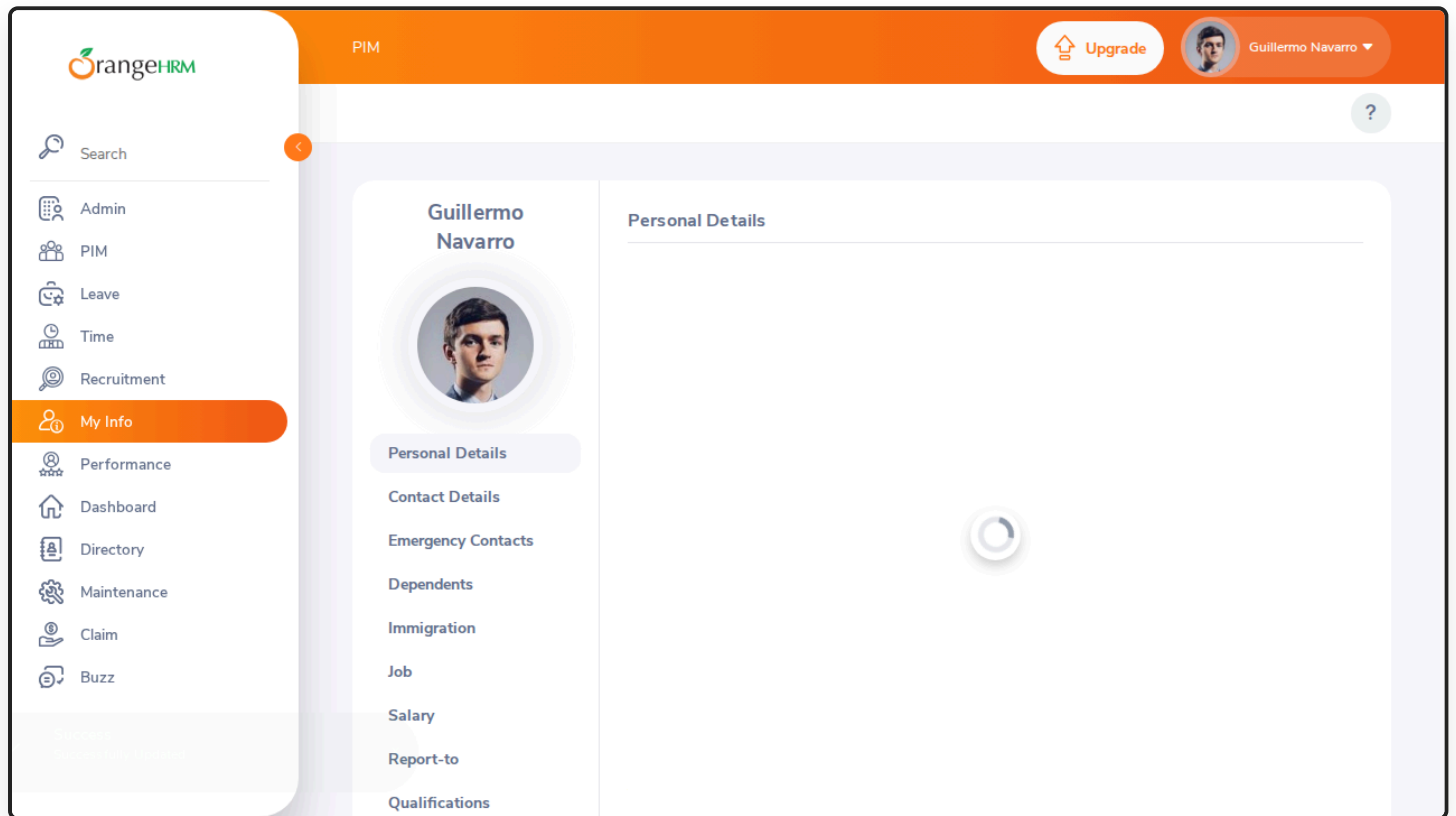 OrangeHRM
PIM
Upgrade
Guillermo Navarro
?
Search
Admin
PIM
Leave
Time
Recruitment
My Info
Performance
Dashboard
Directory
Maintenance
Claim
Buzz
Success
Guillermo
Navarro
Personal Details
Contact Details
Emergency Contacts
Dependents
Immigration
Job
Salary
Report-to
Qualifications
Personal Details